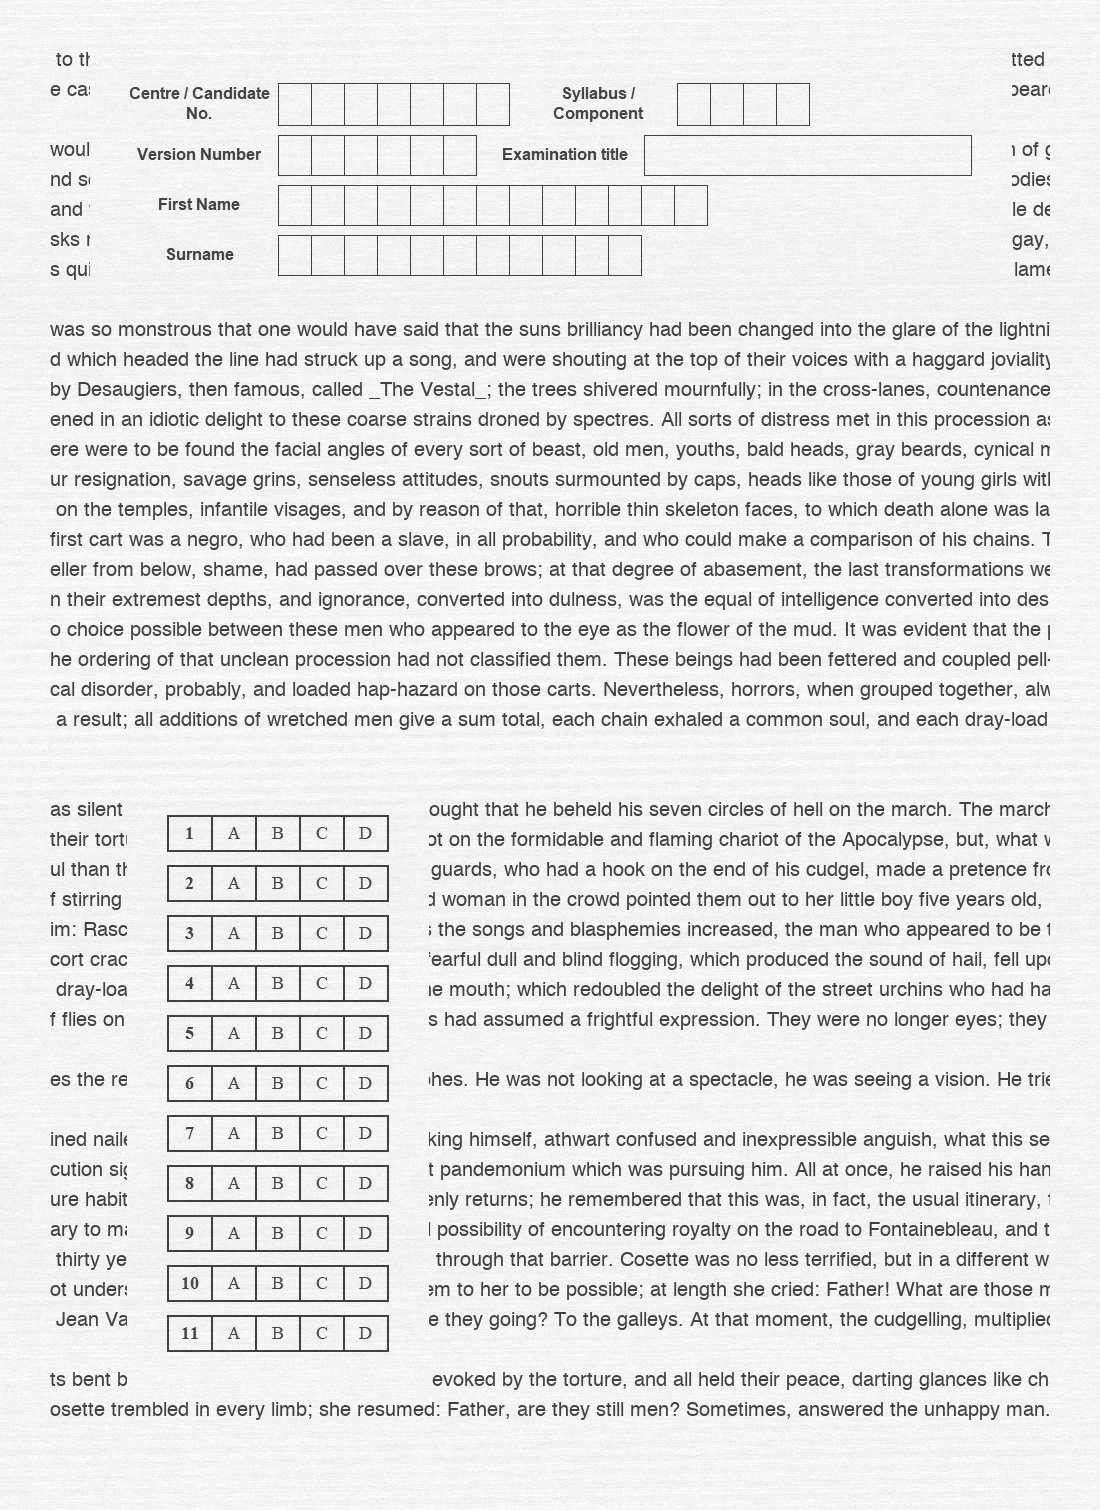 to th tted
e cas pear
Centre / Candidate No. Syllabus / Component
woul of g
Version Number Examination title
nd so odies
and le de
First Name
sks gay,
Surname
s qui lame
was so monstrous that one would have said that the suns brilliancy had been changed into the glare of the lightni
d which headed the line had struck up a song, and were shouting at the top of their voices with a haggard joviality
by Desaugiers, then famous, called _The Vestal_; the trees shivered mournfully; in the cross-lanes, countenance
ened in an idiotic delight to these coarse strains droned by spectres. All sorts of distress met in this procession as
ere were to be found the facial angles of every sort of beast, old men, youths, bald heads, gray beards, cynical m
ur resignation, savage grins, senseless attitudes, snouts surmounted by caps, heads like those of young girls with
on the temples, infantile visages, and by reason of that, horrible thin skeleton faces, to which death alone was la
first cart was a negro, who had been a slave, in all probability, and who could make a comparison of his chains. T
eller from below, shame, had passed over these brows; at that degree of abasement, the last transformations we
n their extremest depths, and ignorance, converted into dulness, was the equal of intelligence converted into des
o choice possible between these men who appeared to the eye as the flower of the mud. It was evident that the p
he ordering of that unclean procession had not classified them. These beings had been fettered and coupled pell-
cal disorder, probably, and loaded hap-hazard on those carts. Nevertheless, horrors, when grouped together, alw
a result; all additions of wretched men give a sum total, each chain exhaled a common soul, and each dray-load
as silent ought that he beheld his seven circles of hell on the march. The march
1 A B C D
their tort ot on the formidable and flaming chariot of the Apocalypse, but, what w
ul than th guards, who had a hook on the end of his cudgel, made a pretence fro
2 A B C D
f stirring d woman in the crowd pointed them out to her little boy five years old,
im: Rasc s the songs and blasphemies increased, the man who appeared to be t
3 A B C D
cort crac fearful dull and blind flogging, which produced the sound of hail, fell upo
4 A B C D
dray-loa he mouth; which redoubled the delight of the street urchins who had ha
f flies on s had assumed a frightful expression. They were no longer eyes; they
5 A B C D
es the re phes. He was not looking at a spectacle, he was seeing a vision. He trie
6 A B C D
7 A B C D
ined naile king himself, athwart confused and inexpressible anguish, what this se
cution sig t pandemonium which was pursuing him. All at once, he raised his han
8 A B C D
ure habit enly returns; he remembered that this was, in fact, the usual itinerary,
ary to ma d possibility of encountering royalty on the road to Fontainebleau, and t
9 A B C D
thirty ye through that barrier. Cosette was no less terrified, but in a different w
10 A B C D
ot unders em to her to be possible; at length she cried: Father! What are those m
Jean Va e they going? To the galleys. At that moment, the cudgelling, multiplied
11 A B C D
ts bent b evoked by the torture, and all held their peace, darting glances like ch
osette trembled in every limb; she resumed: Father, are they still men? Sometimes, answered the unhappy man.